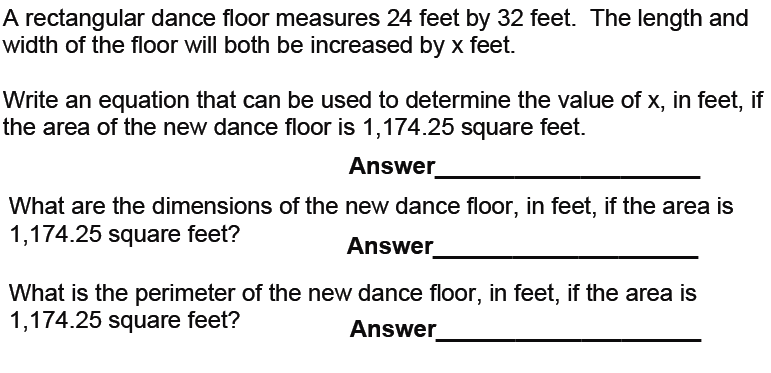 A rectangular dance floor measures 24 feet by 32 feet.  The length and
width of the floor will both be increased by x feet.
Write an equation that can be used to determine the value of x, in feet, if
the area of the new dance floor is 1,174.25 square feet.
Answer____________________
What are the dimensions of the new dance floor, in feet, if the area is
1,174.25 square feet?
Answer____________________
What is the perimeter of the new dance floor, in feet, if the area is
1,174.25 square feet?
Answer____________________